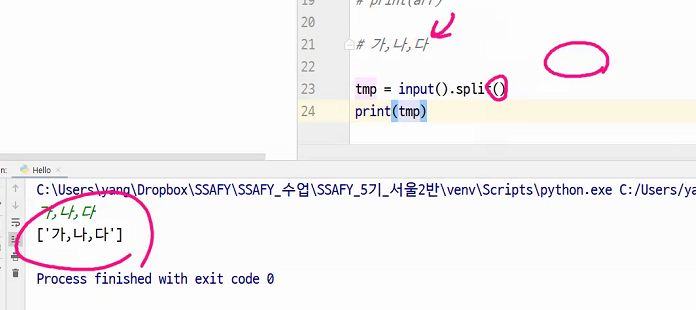 19
# print(arr)
20
21 # 가,나,다
22
23 tmp = input().split()
24 print(tmp)
Hello ×
C:\Users\yang\Dropbox\SSAFY\SSAFY_수업\SSAFY_5기_서울2반\venv\Scripts\python.exe C:/Users/ya
가,나,다
['가,나,다']
Process finished with exit code 0